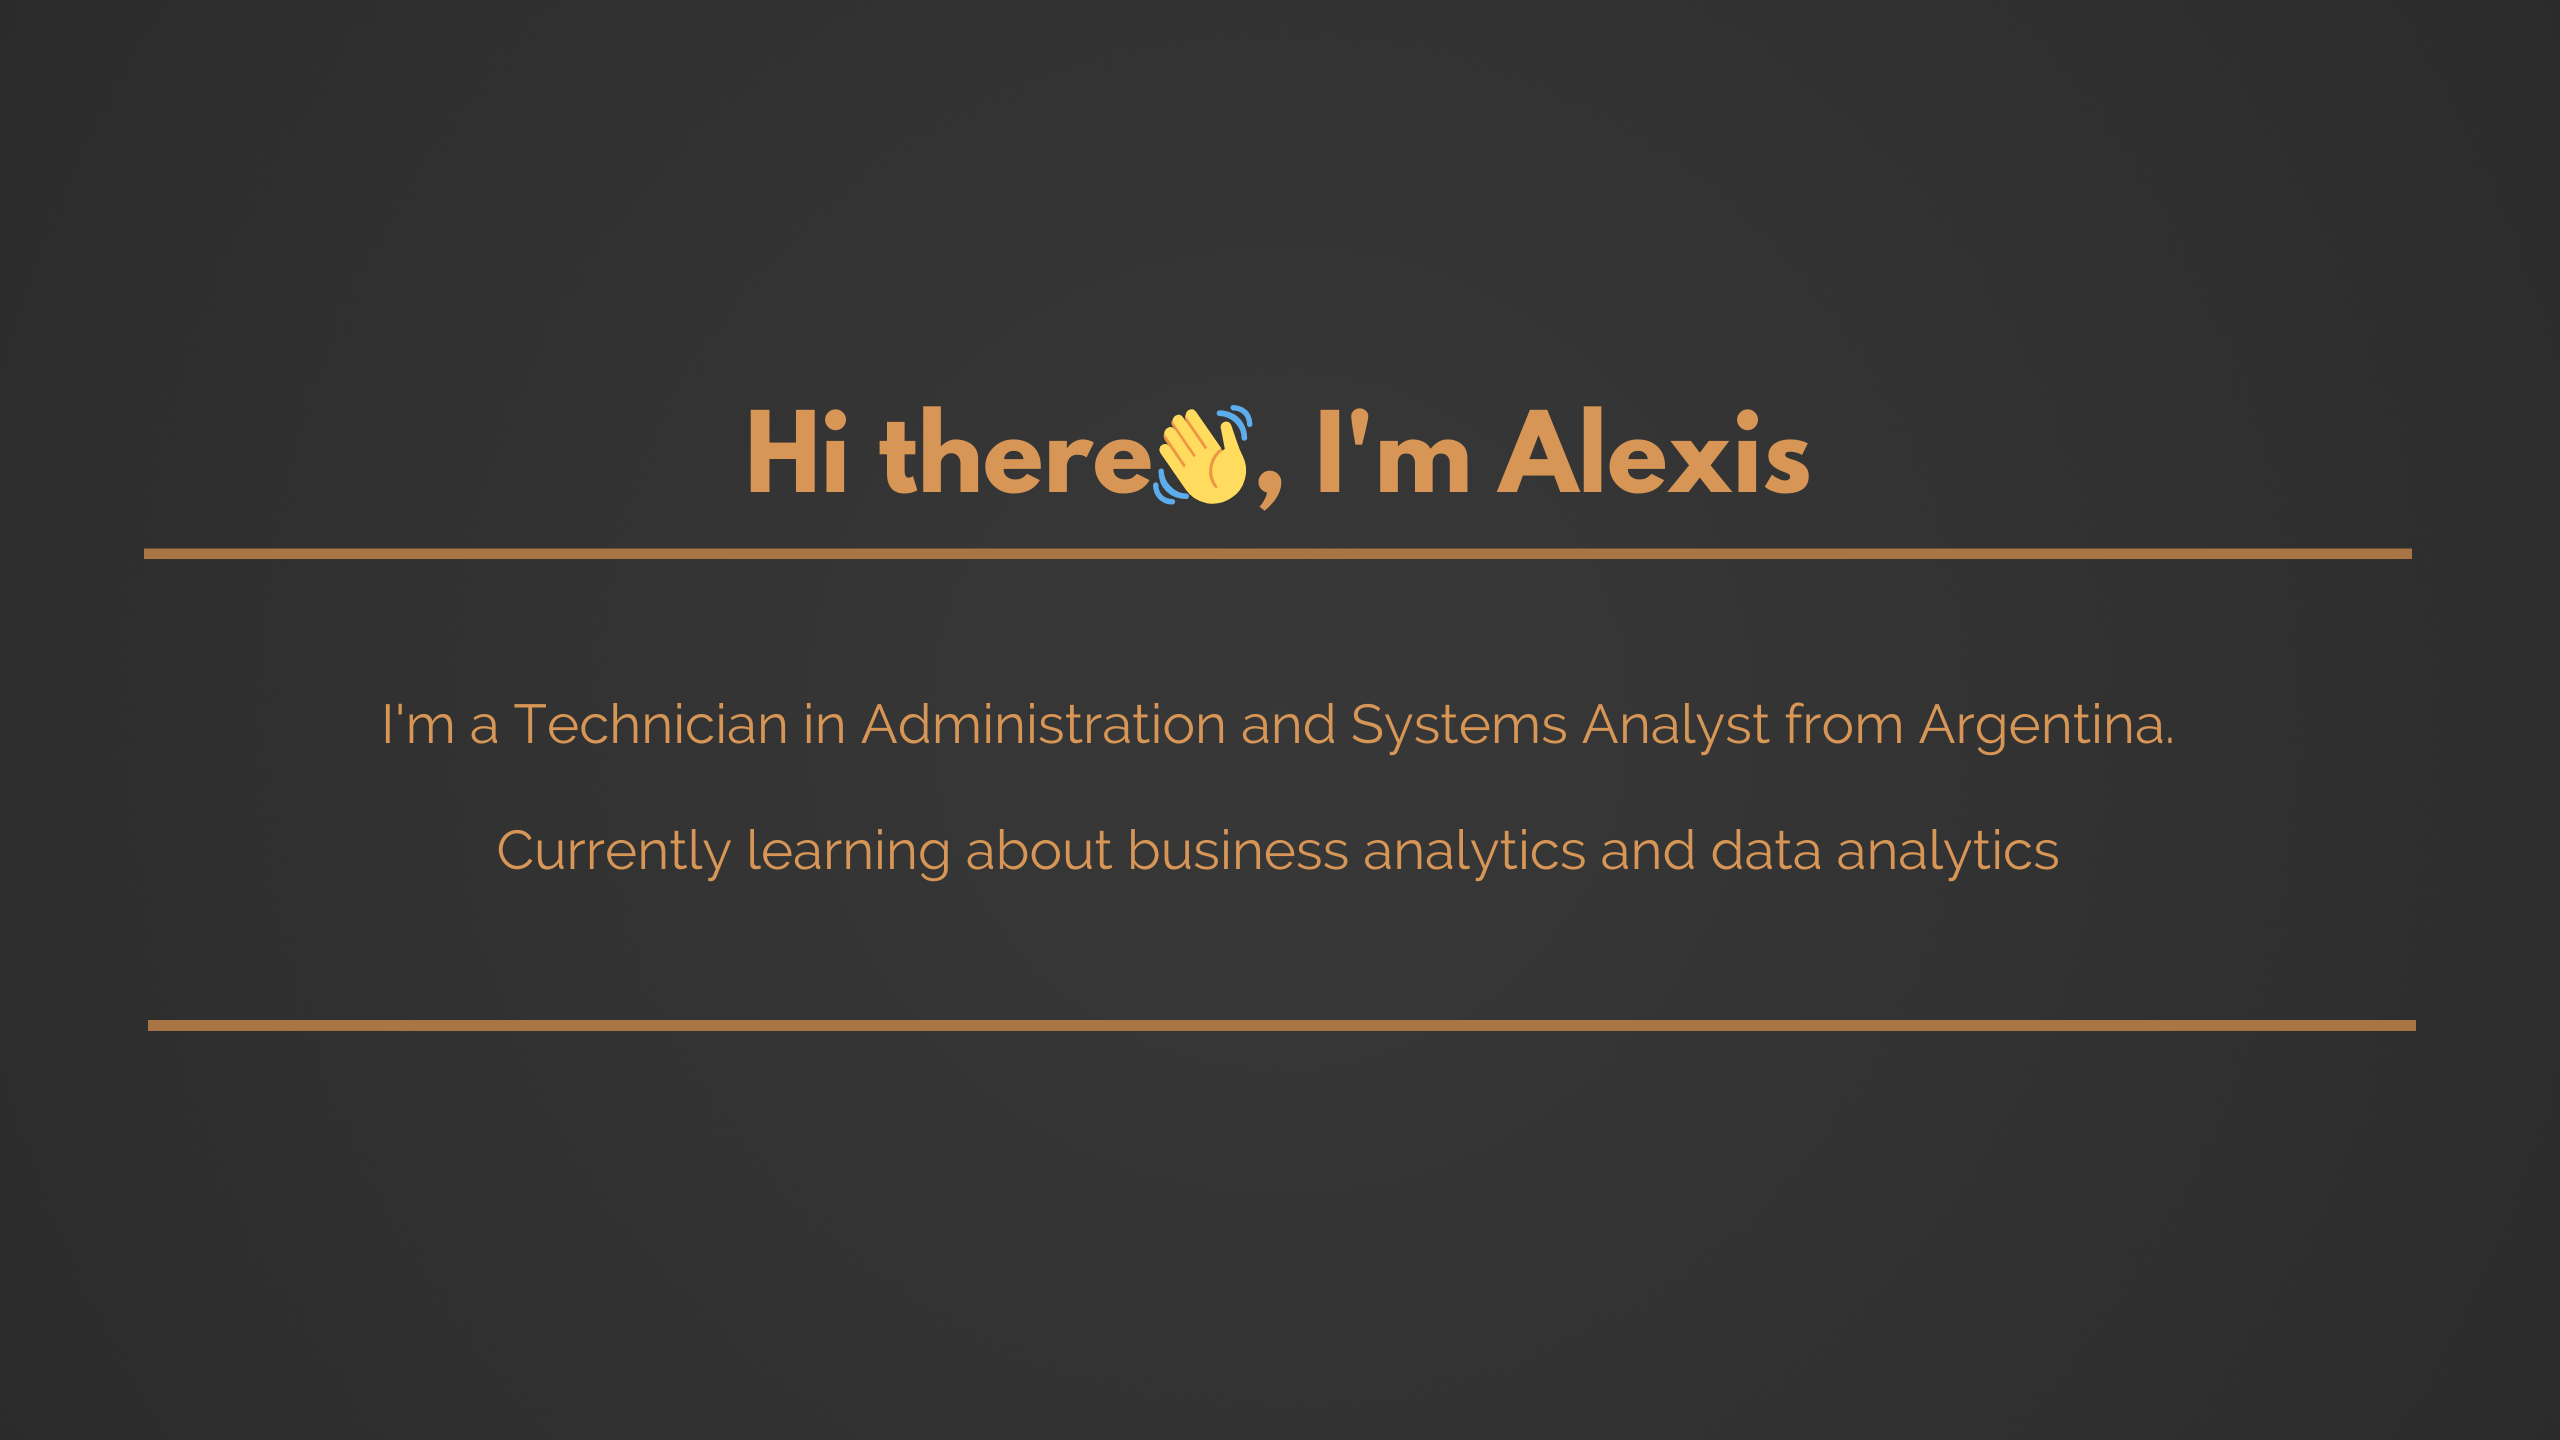 Hi there👋, I'm Alexis
I'm a Technician in Administration and Systems Analyst from Argentina.
Currently learning about business analytics and data analytics